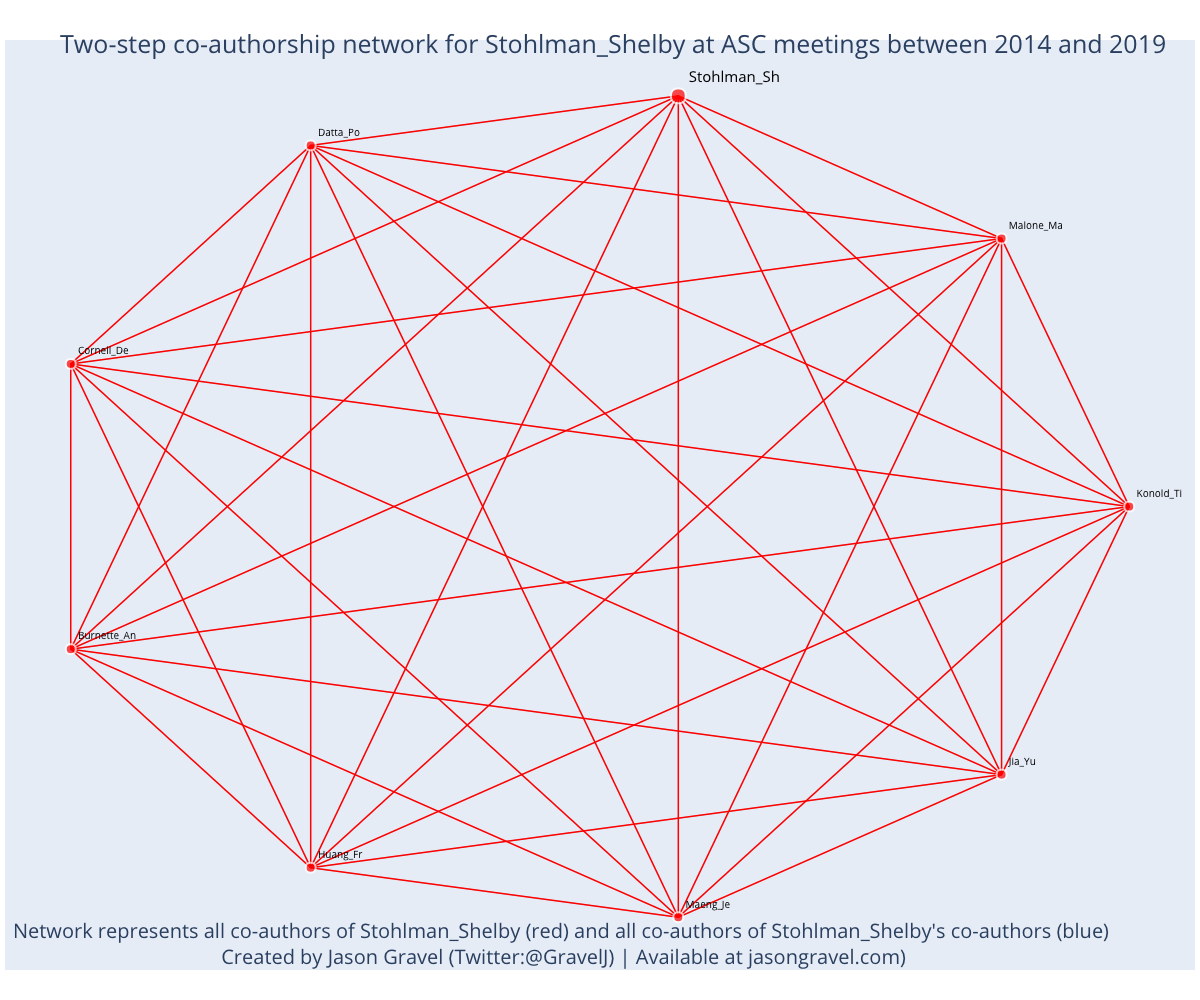 Two-step co-authorship network for Stohlman_Shelby at ASC meetings between 2014 and 2019
Stohlman_Sh
Datta_Po
Malone_Ma
Cornell_De
Konold_Ti
Burnette_An
Jia_Yu
Huang_Fr
Maeng_Je
Network represents all co-authors of Stohlman_Shelby (red) and all co-authors of Stohlman_Shelby's co-authors (blue)
Created by Jason Gravel (Twitter:@GravelJ) | Available at jasongravel.com)